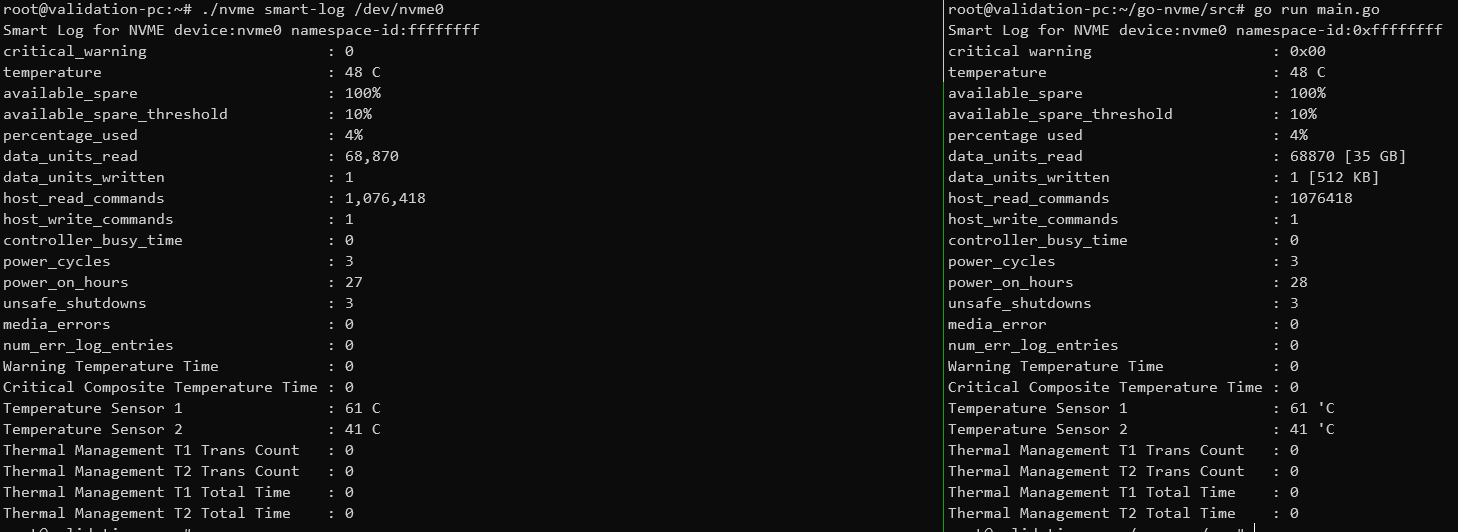 root@validation-pc:~# ./nvme smart-log /dev/nvme0
Smart Log for NVME device:nvme0 namespace-id:ffffffff
critical_warning : 0
temperature : 48 C
available_spare : 100%
available_spare_threshold : 10%
percentage_used : 4%
data_units_read : 68,870
data_units_written : 1
host_read_commands : 1,076,418
host_write_commands : 1
controller_busy_time : 0
power_cycles : 3
power_on_hours : 27
unsafe_shutdowns : 3
media_errors : 0
num_err_log_entries : 0
Warning Temperature Time : 0
Critical Composite Temperature Time : 0
Temperature Sensor 1 : 61 C
Temperature Sensor 2 : 41 C
Thermal Management T1 Trans Count : 0
Thermal Management T2 Trans Count : 0
Thermal Management T1 Total Time : 0
Thermal Management T2 Total Time : 0
root@validation-pc:~/go-nvme/src# go run main.go
Smart Log for NVME device:nvme0 namespace-id:0xffffffff
critical warning : 0x00
temperature : 48 C
available_spare : 100%
available_spare_threshold : 10%
percentage used : 4%
data_units_read : 68870 [35 GB]
data_units_written : 1 [512 KB]
host_read_commands : 1076418
host_write_commands : 1
controller_busy_time : 0
power_cycles : 3
power_on_hours : 28
unsafe_shutdowns : 3
media_error : 0
num_err_log_entries : 0
Warning Temperature Time : 0
Critical Composite Temperature Time : 0
Temperature Sensor 1 : 61 'C
Temperature Sensor 2 : 41 'C
Thermal Management T1 Trans Count : 0
Thermal Management T2 Trans Count : 0
Thermal Management T1 Total Time : 0
Thermal Management T2 Total Time : 0